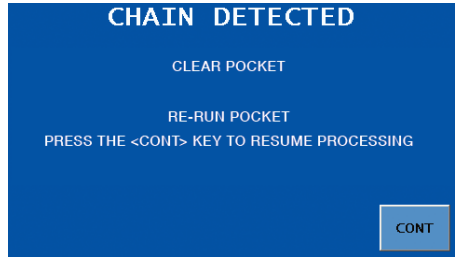 CHAIN DETECTED
CLEAR POCKET
RE-RUN POCKET
PRESS THE <CONT> KEY TO RESUME PROCESSING
CONT